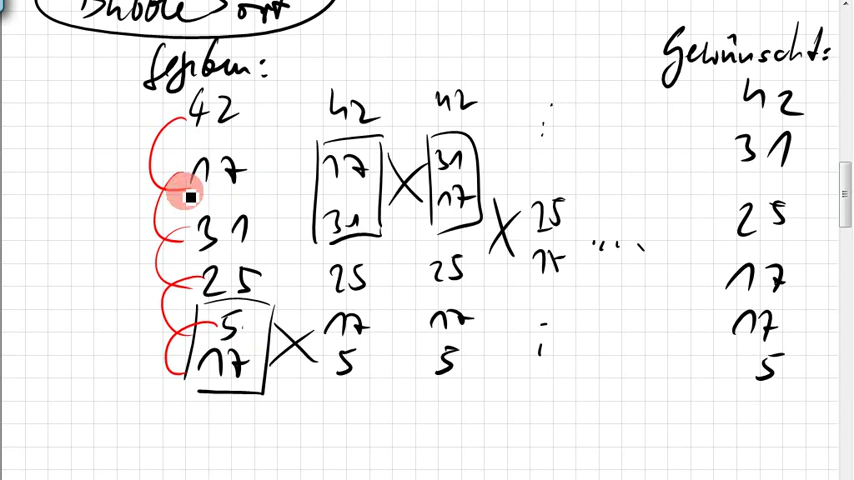 Bubble Sort
Gegeben:
Gewünscht:
42 42 42 : 42
17 17 31 31
31 31 17 25 25
25 25 25 17 .... 17
5 17 17 : 17
17 5 5 5